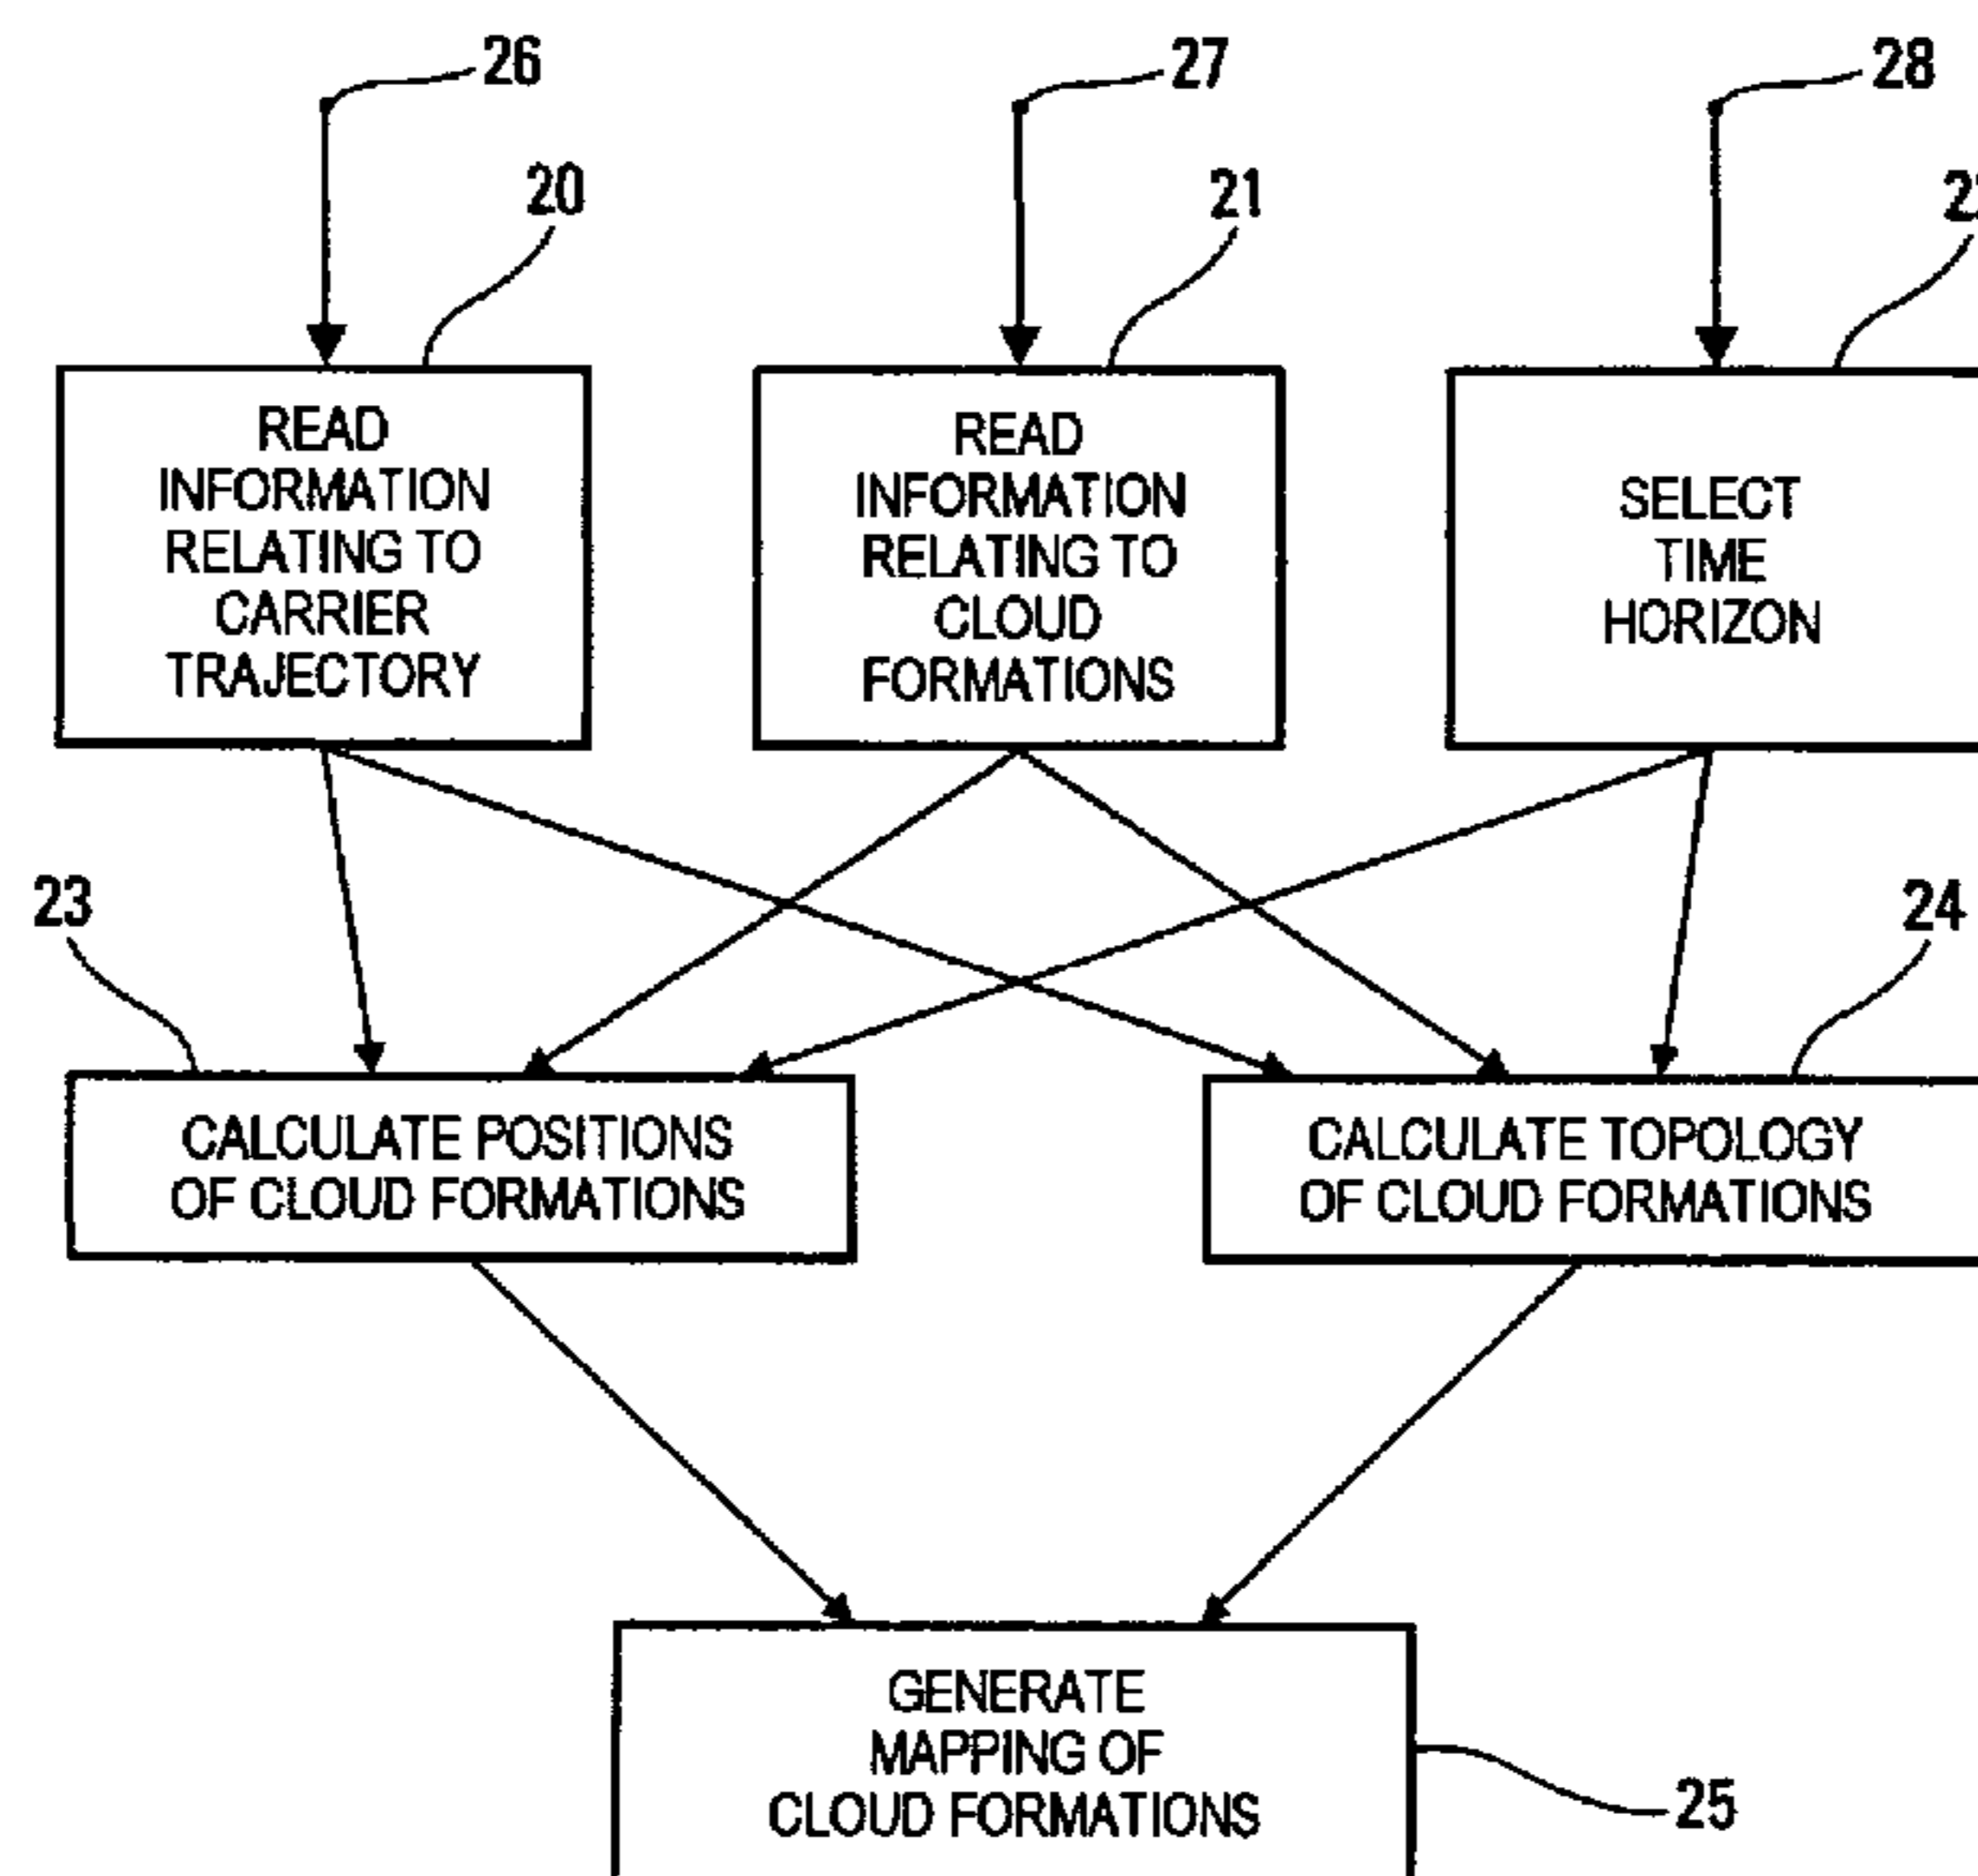 26
27
28
20
21
READ
INFORMATION
RELATING TO
CARRIER
TRAJECTORY
READ
INFORMATION
RELATING TO
CLOUD
FORMATIONS
SELECT
TIME
HORIZON
23
24
CALCULATE POSITIONS
OF CLOUD FORMATIONS
CALCULATE TOPOLOGY
OF CLOUD FORMATIONS
GENERATE
MAPPING OF
CLOUD FORMATIONS
25